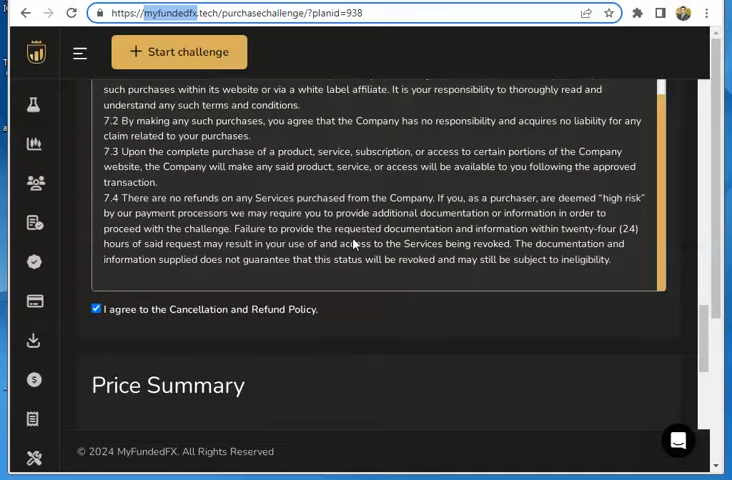 https://myfundedfx.tech/purchasechallenge/?planid=938
+ Start challenge
such purchases within its website or via a white label affiliate. It is your responsibility to thoroughly read and
understand any such terms and conditions.
7.2 By making any such purchases, you agree that the Company has no responsibility and acquires no liability for any
claim related to your purchases.
7.3 Upon the complete purchase of a product, service, subscription, or access to certain portions of the Company
website, the Company will make any said product, service, or access will be available to you following the approved
transaction.
7.4 There are no refunds on any Services purchased from the Company. If you, as a purchaser, are deemed “high risk”
by our payment processors we may require you to provide additional documentation or information in order to
proceed with the challenge. Failure to provide the requested documentation and information within twenty-four (24)
hours of said request may result in your use of and access to the Services being revoked. The documentation and
information supplied does not guarantee that this status will be revoked and may still be subject to ineligibility.
I agree to the Cancellation and Refund Policy.
Price Summary
© 2024 MyFundedFX. All Rights Reserved